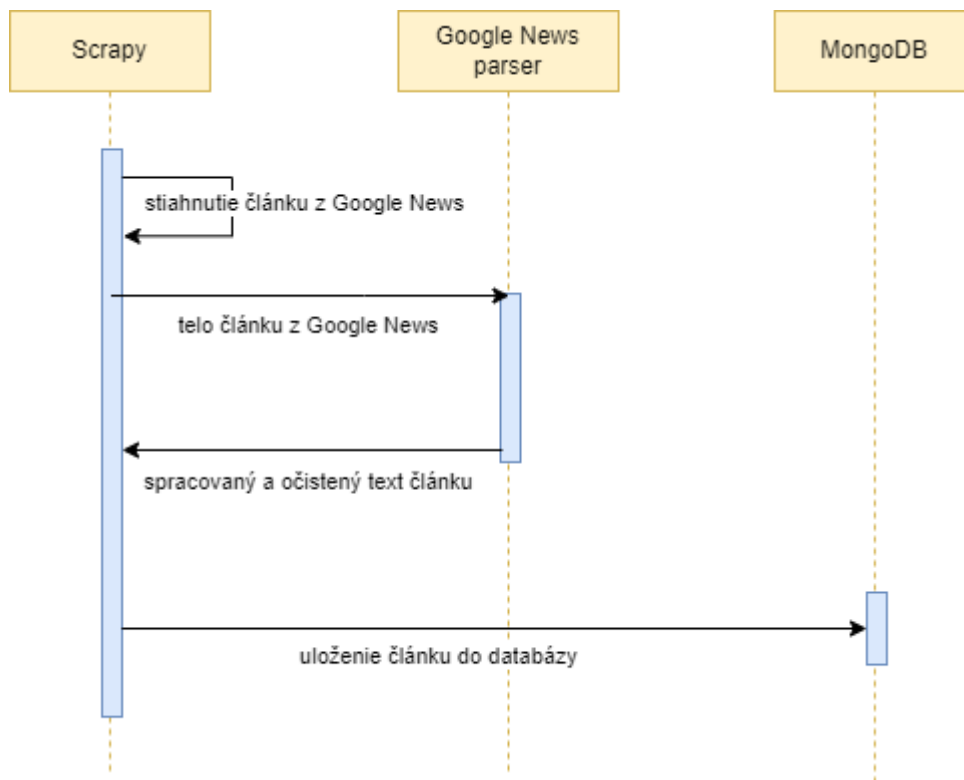 Scrapy
Google News
parser
MongoDB
stiahnutie článku z Google News
telo článku z Google News
spracovaný a očistený text článku
uloženie článku do databázy